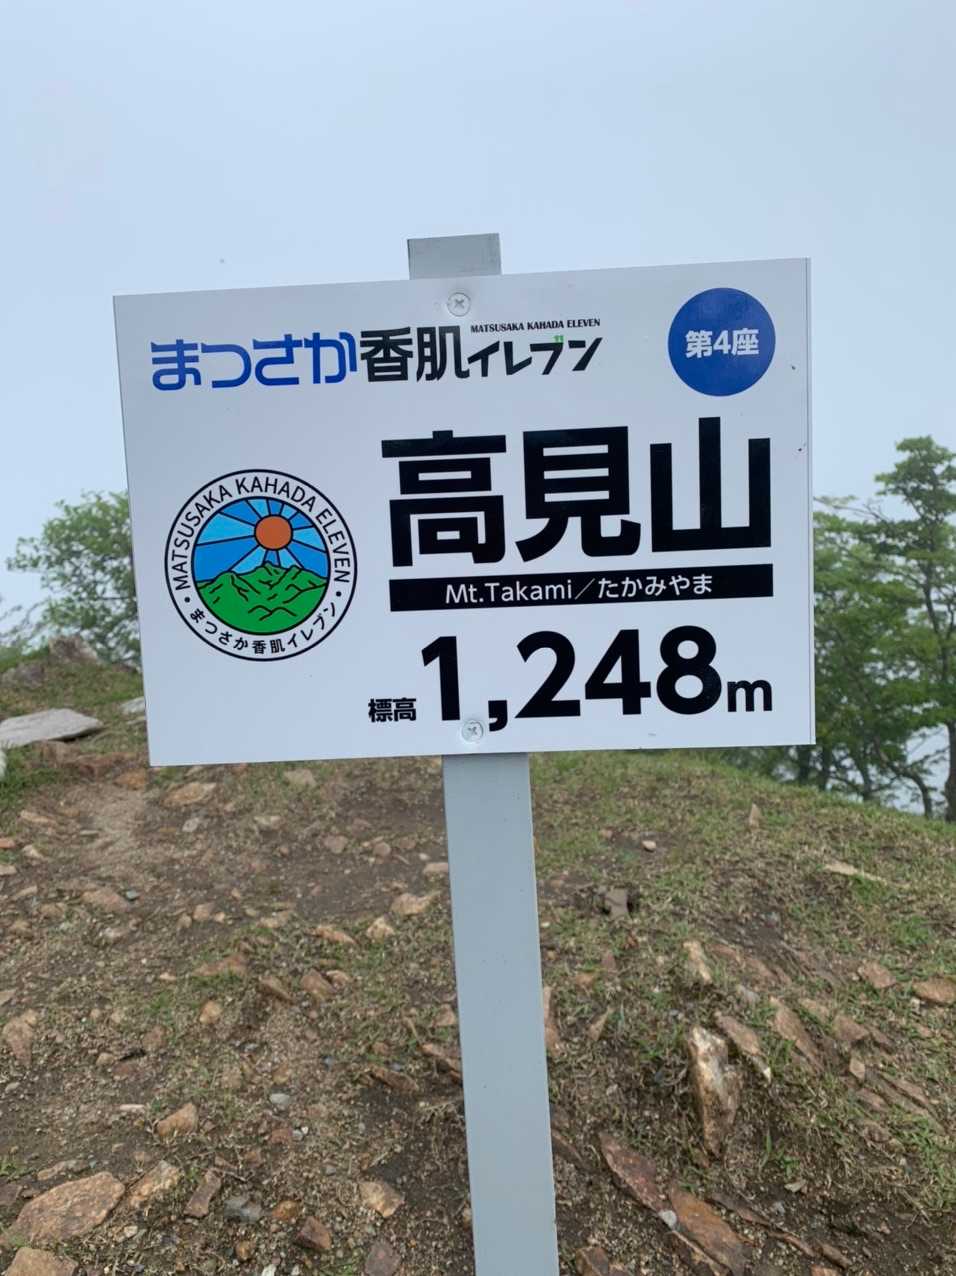 MATSUSAKA KAHADA ELEVEN
まつさか香肌イレブン
第4座
高見山
Mt.Takami／たかみやま
MATSUSAKA KAHADA ELEVEN
・まつさか香肌イレブン・
標高1,248m